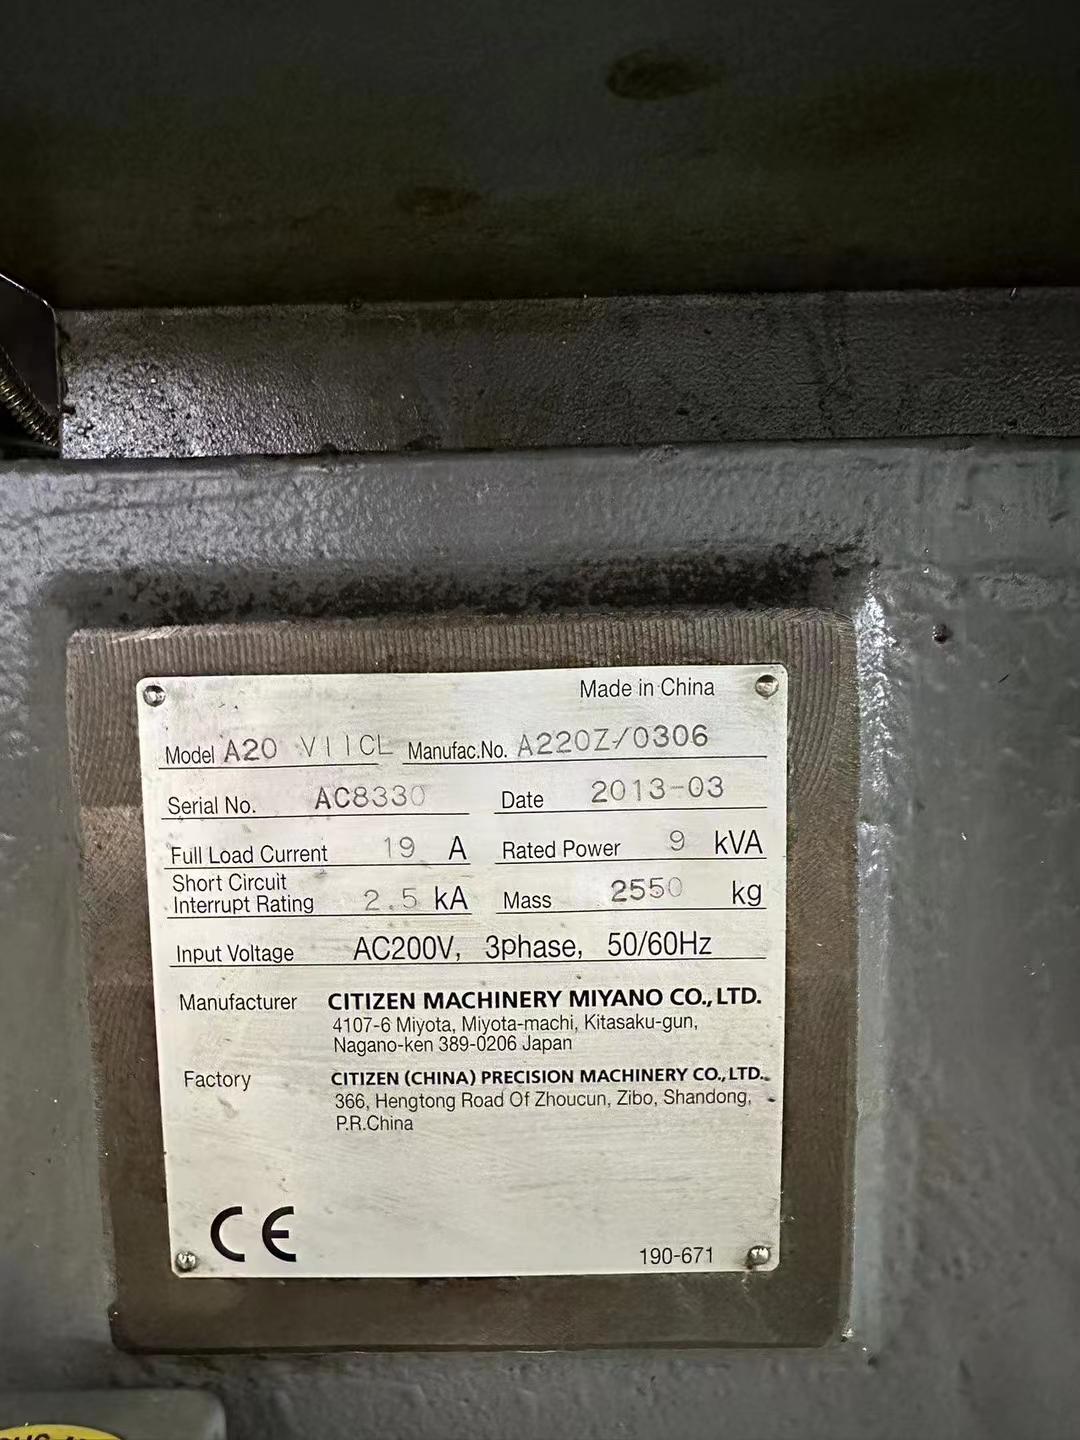 Made in China
Model A20 VIICL Manufac.No. A220Z/0306
Serial No. AC8330 Date 2013-03
Full Load Current 19 A Rated Power 9 kVA
Short Circuit
Interrupt Rating 2.5 kA Mass 2550 kg
Input Voltage AC200V, 3phase, 50/60Hz
Manufacturer CITIZEN MACHINERY MIYANO CO., LTD.
4107-6 Miyota, Miyota-machi, Kitasaku-gun,
Nagano-ken 389-0206 Japan
Factory CITIZEN (CHINA) PRECISION MACHINERY CO., LTD.
366, Hengtong Road Of Zhoucun, Zibo, Shandong,
P.R.China
CE
190-671